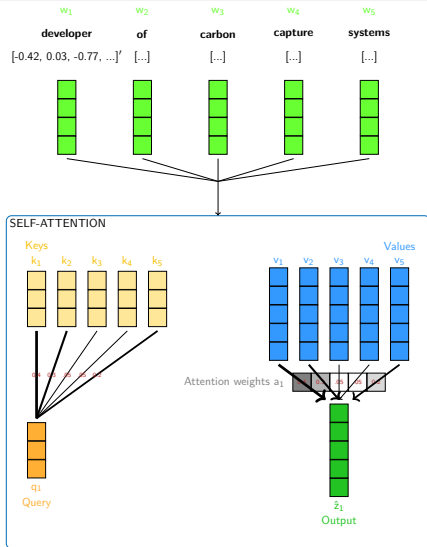 w₁ w₂ w₃ w₄ w₅
developer of carbon capture systems
[-0.42, 0.03, -0.77, ...]′ [...] [...] [...] [...]
SELF-ATTENTION
Keys
k₁ k₂ k₃ k₄ k₅
Values
v₁ v₂ v₃ v₄ v₅
Attention weights a₁
q₁
Query
ẑ₁
Output